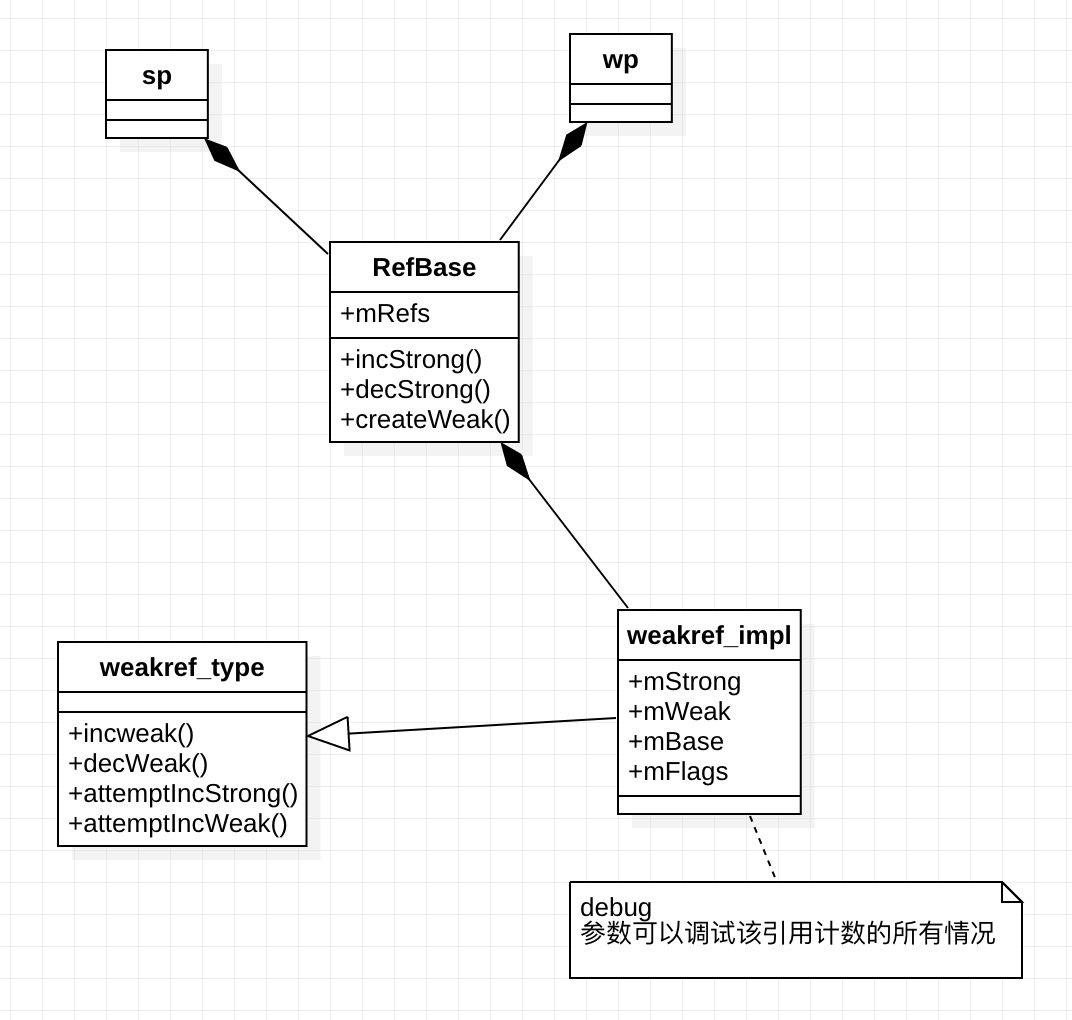 sp
wp
RefBase
+mRefs
+incStrong()
+decStrong()
+createWeak()
weakref_type
+incweak()
+decWeak()
+attemptIncStrong()
+attemptIncWeak()
weakref_impl
+mStrong
+mWeak
+mBase
+mFlags
debug
参数可以调试该引用计数的所有情况